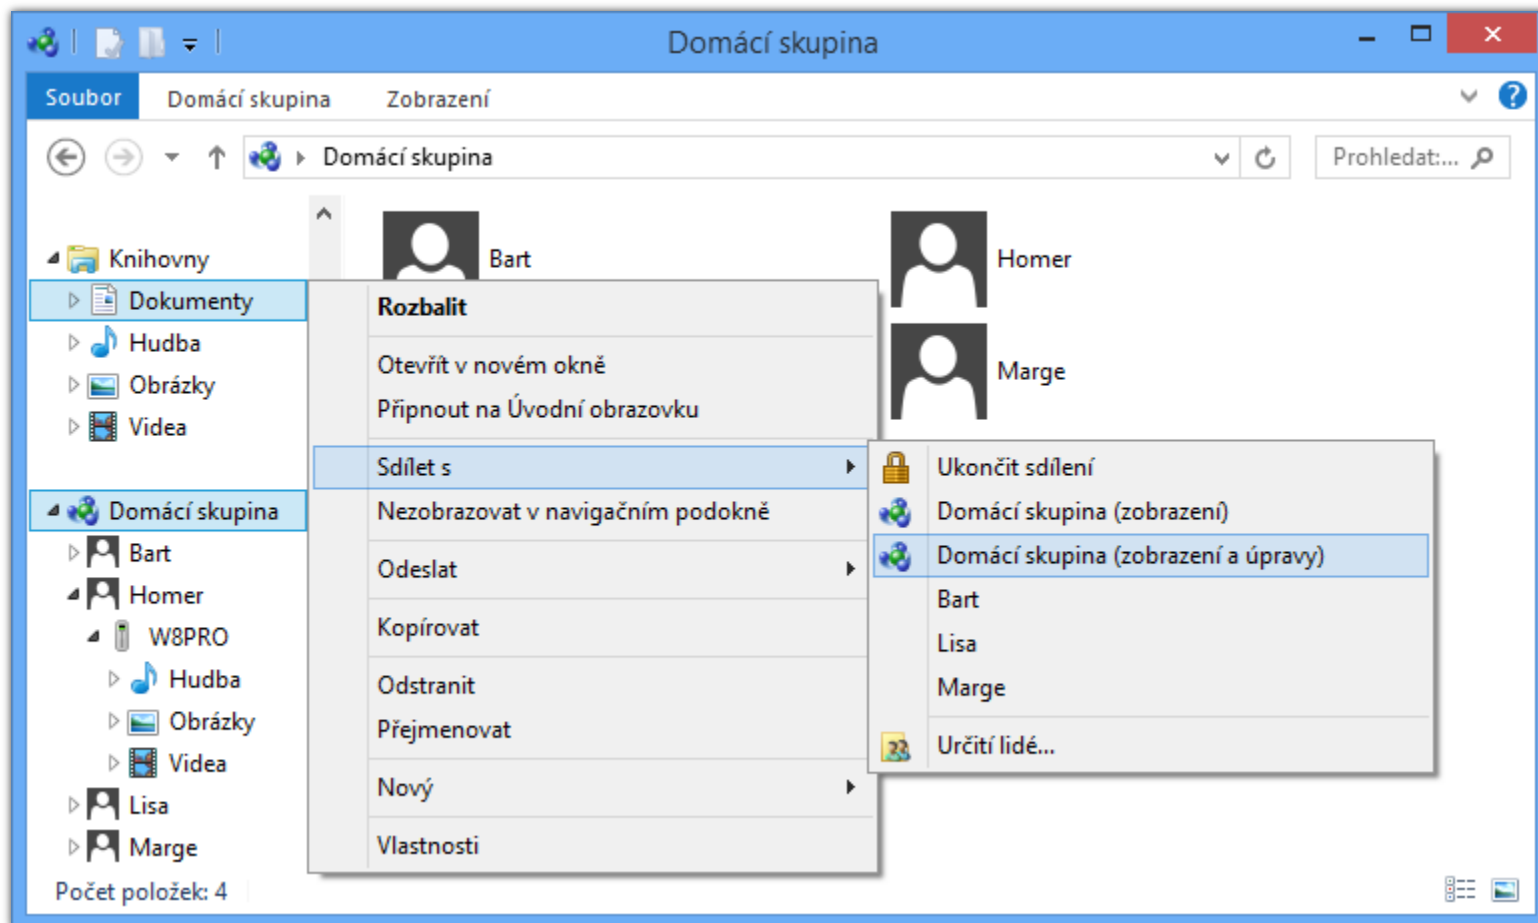 Domácí skupina
Soubor Domácí skupina Zobrazení
Domácí skupina
Prohledat:...
Knihovny
Dokumenty
Hudba
Obrázky
Videa
Domácí skupina
Bart
Homer
W8PRO
Hudba
Obrázky
Videa
Lisa
Marge
Bart
Homer
Marge
Rozbalit
Otevřít v novém okně
Připnout na Úvodní obrazovku
Sdílet s
Nezobrazovat v navigačním podokně
Odeslat
Kopírovat
Odstranit
Přejmenovat
Nový
Vlastnosti
Ukončit sdílení
Domácí skupina (zobrazení)
Domácí skupina (zobrazení a úpravy)
Bart
Lisa
Marge
Určití lidé...
Počet položek: 4